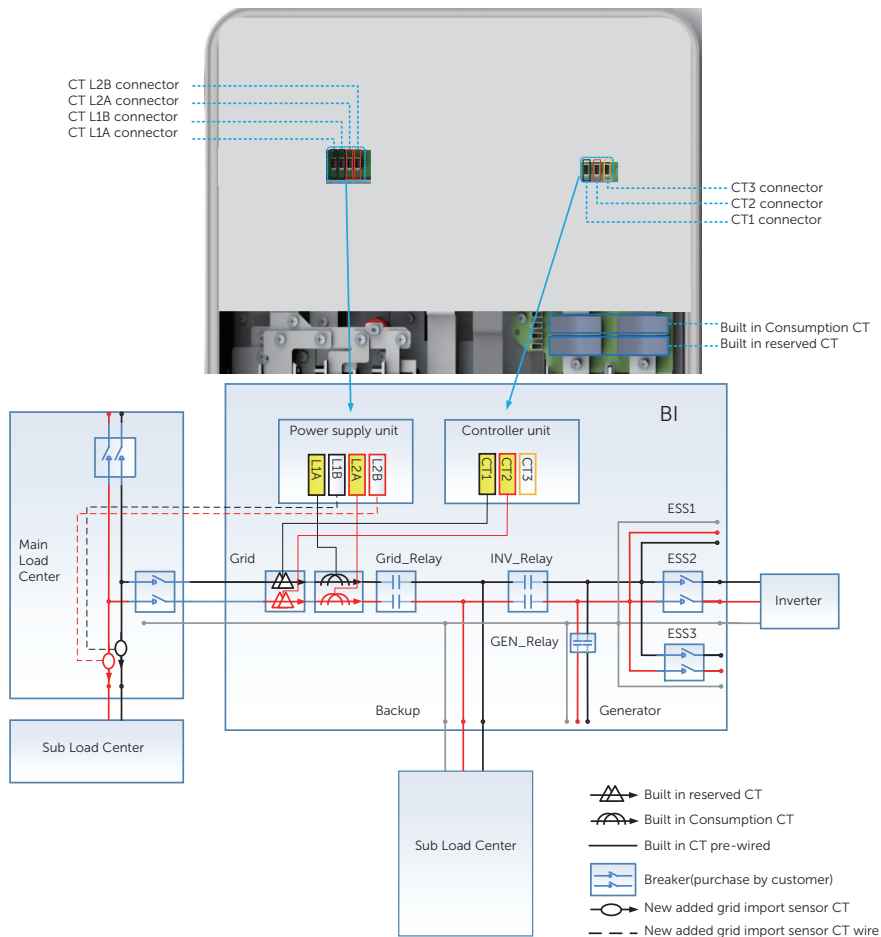 CT L2B connector
CT L2A connector
CT L1B connector
CT L1A connector
CT3 connector
CT2 connector
CT1 connector
Built in Consumption CT
Built in reserved CT
BI
Power supply unit
Controller unit
L1A
L1B
L2A
L2B
CT1
CT2
CT3
Main
Load
Center
Grid
Grid_Relay
INV_Relay
ESS1
ESS2
Inverter
GEN_Relay
ESS3
Backup
Generator
Sub Load Center
Sub Load Center
Built in reserved CT
Built in Consumption CT
Built in CT pre-wired
Breaker(purchase by customer)
New added grid import sensor CT
New added grid import sensor CT wire